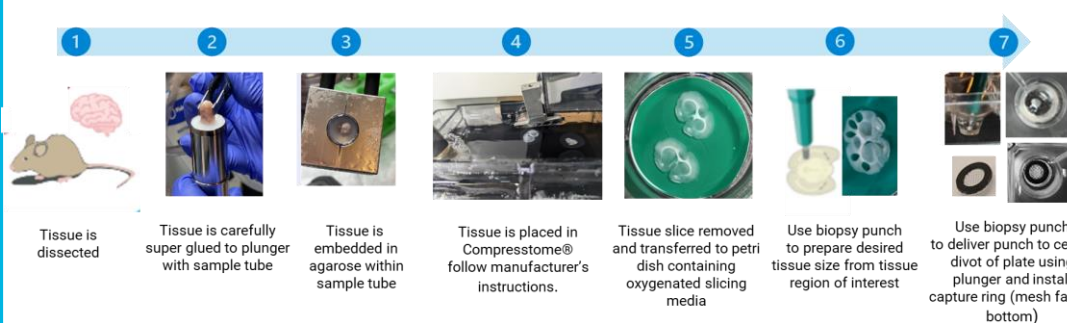 1
2
3
4
5
6
7
Tissue is
dissected
Tissue is carefully
super glued to plunger
with sample tube
Tissue is
embedded in
agarose within
sample tube
Tissue is placed in
Compresstome®
follow manufacturer's
instructions.
Tissue slice removed
and transferred to petri
dish containing
oxygenated slicing
media
Use biopsy punch
to prepare desired
tissue size from tissue
region of interest
Use biopsy punch
to deliver punch to
divot of plate
plunger and
capture ring (mesh
bottom)